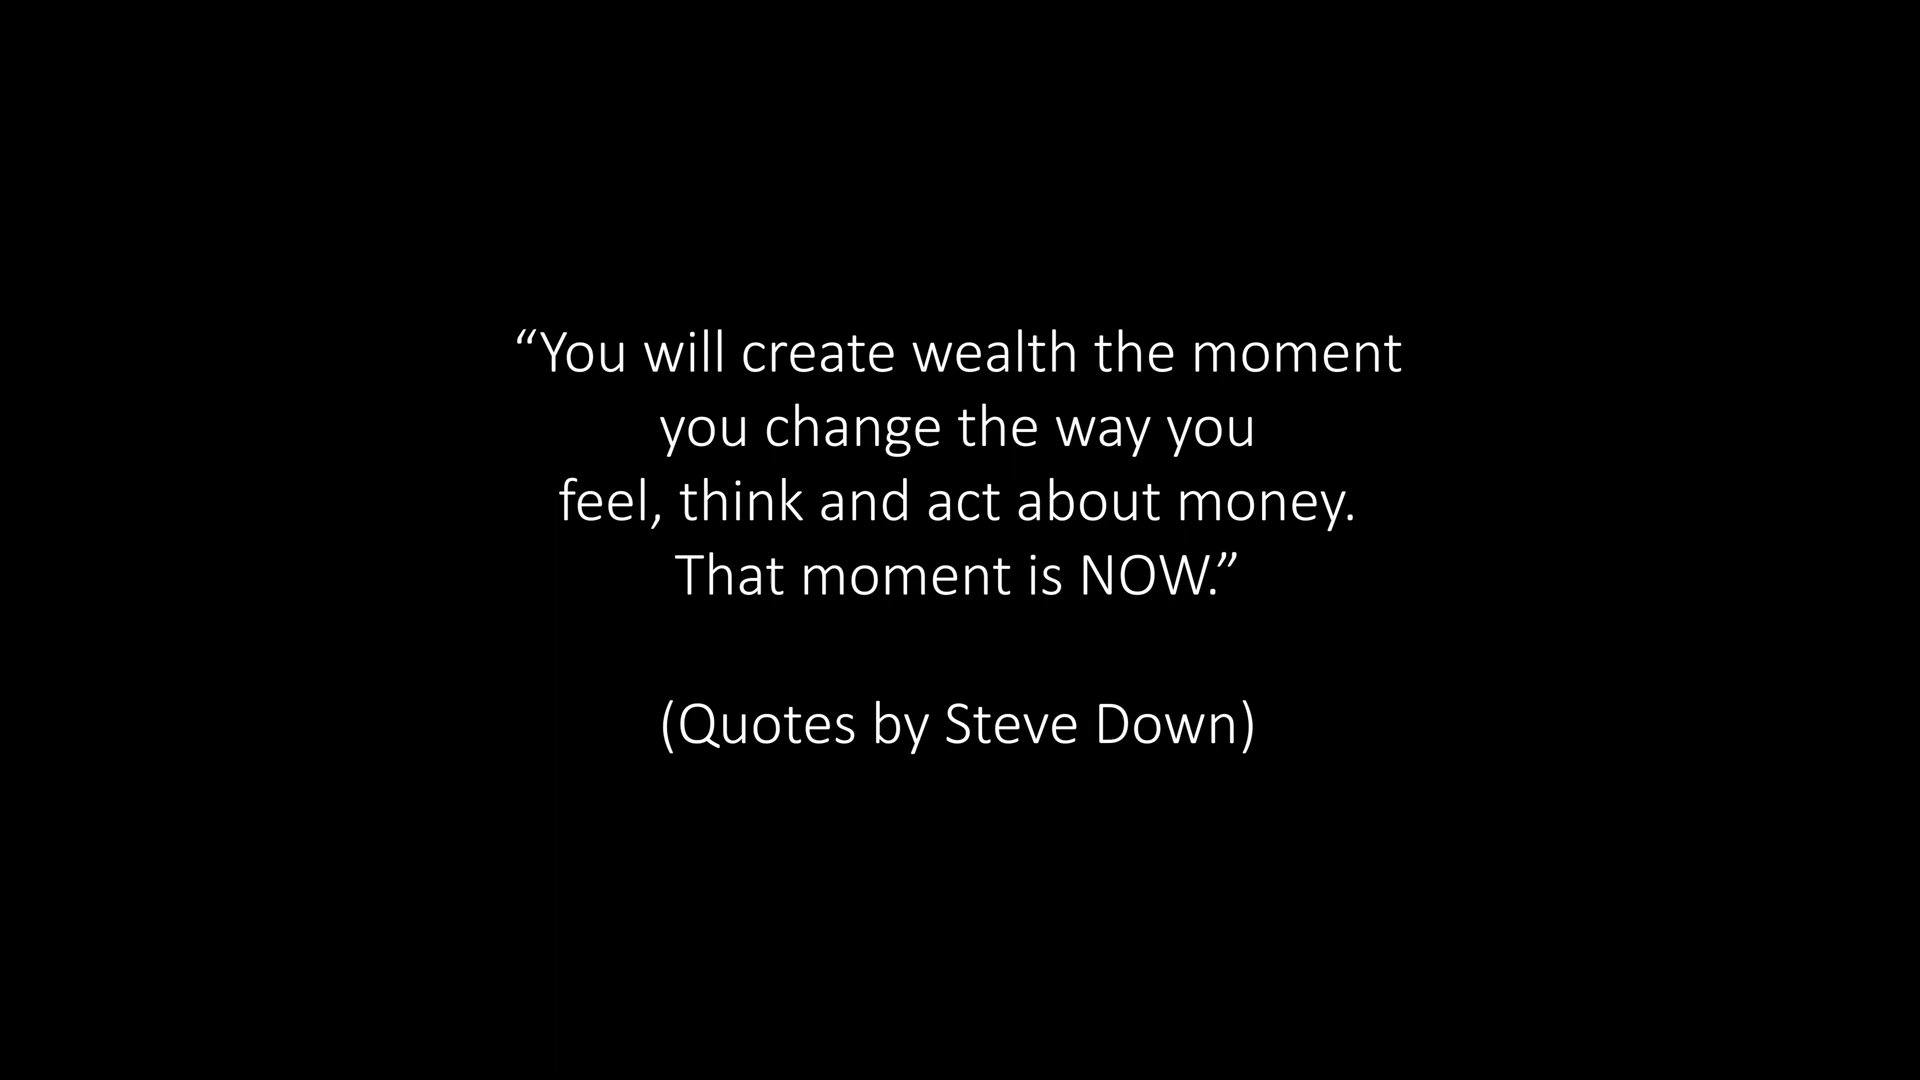 “You will create wealth the moment
you change the way you
feel, think and act about money.
That moment is NOW.”
(Quotes by Steve Down)